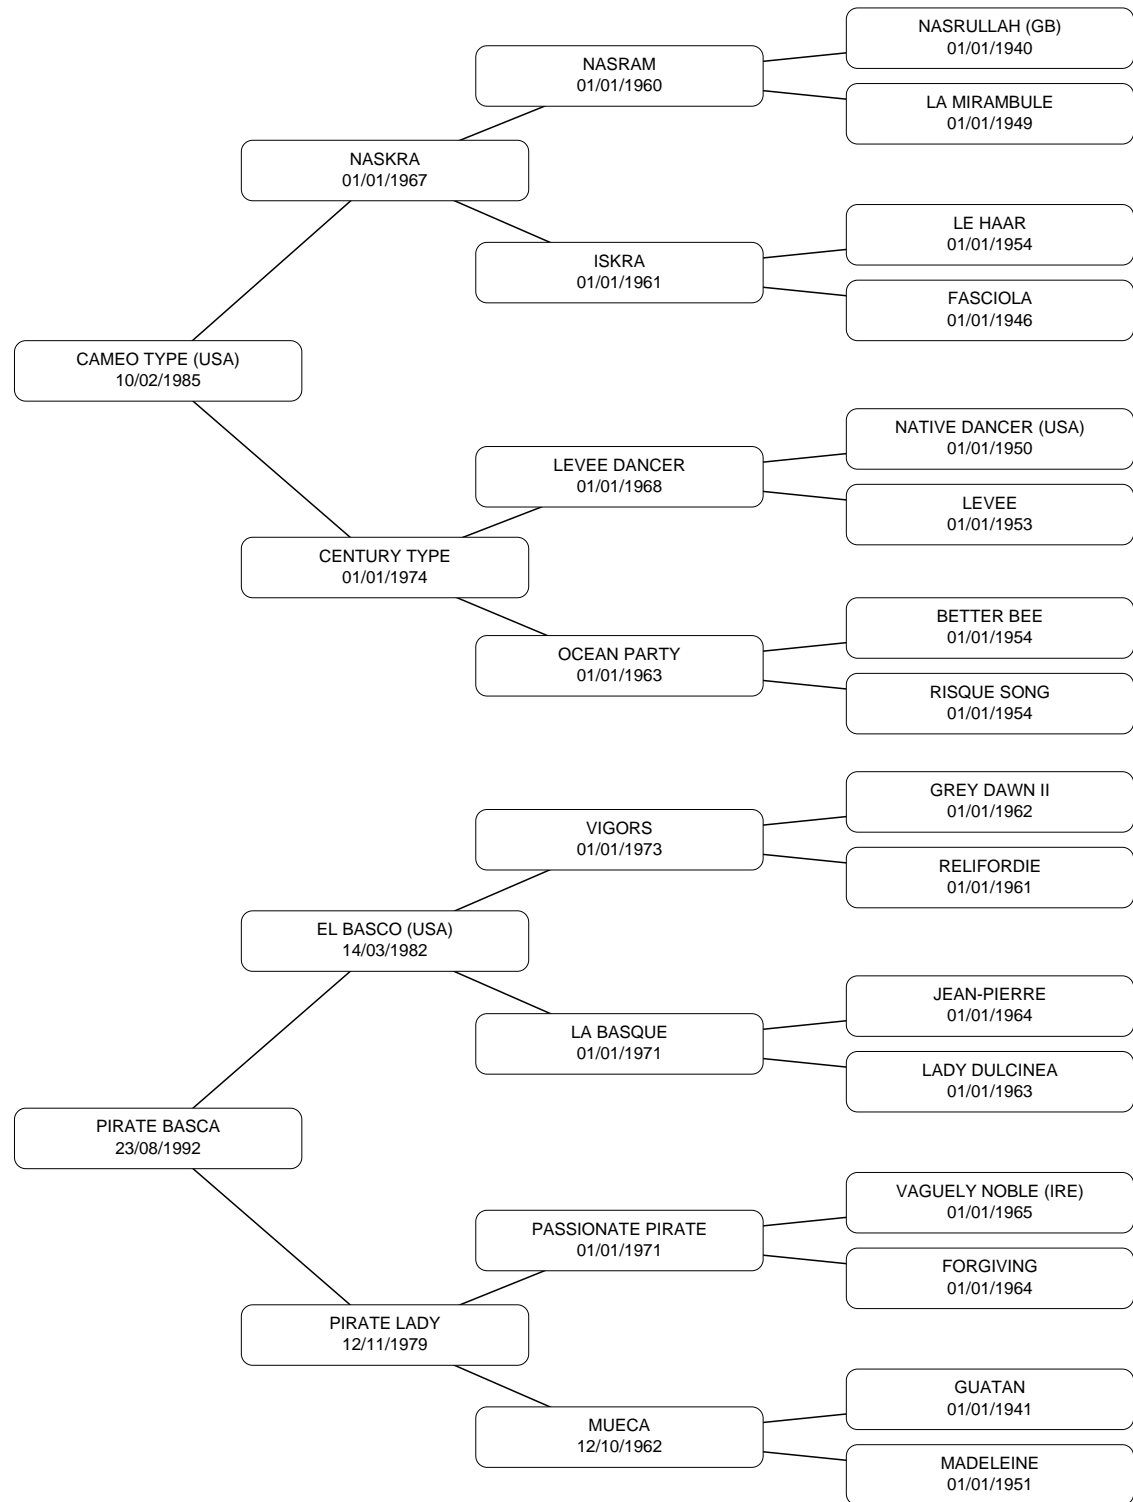 NASRULLAH (GB)
01/01/1940
NASRAM
01/01/1960
LA MIRAMBULE
01/01/1949
NASKRA
01/01/1967
LE HAAR
01/01/1954
ISKRA
01/01/1961
FASCIOLA
01/01/1946
CAMEO TYPE (USA)
10/02/1985
NATIVE DANCER (USA)
01/01/1950
LEVEE DANCER
01/01/1968
LEVEE
01/01/1953
CENTURY TYPE
01/01/1974
BETTER BEE
01/01/1954
OCEAN PARTY
01/01/1963
RISQUE SONG
01/01/1954
GREY DAWN II
01/01/1962
VIGORS
01/01/1973
RELIFORDIE
01/01/1961
EL BASCO (USA)
14/03/1982
JEAN-PIERRE
01/01/1964
LA BASQUE
01/01/1971
LADY DULCINEA
01/01/1963
PIRATE BASCA
23/08/1992
VAGUELY NOBLE (IRE)
01/01/1965
PASSIONATE PIRATE
01/01/1971
FORGIVING
01/01/1964
PIRATE LADY
12/11/1979
GUATAN
01/01/1941
MUECA
12/10/1962
MADELEINE
01/01/1951